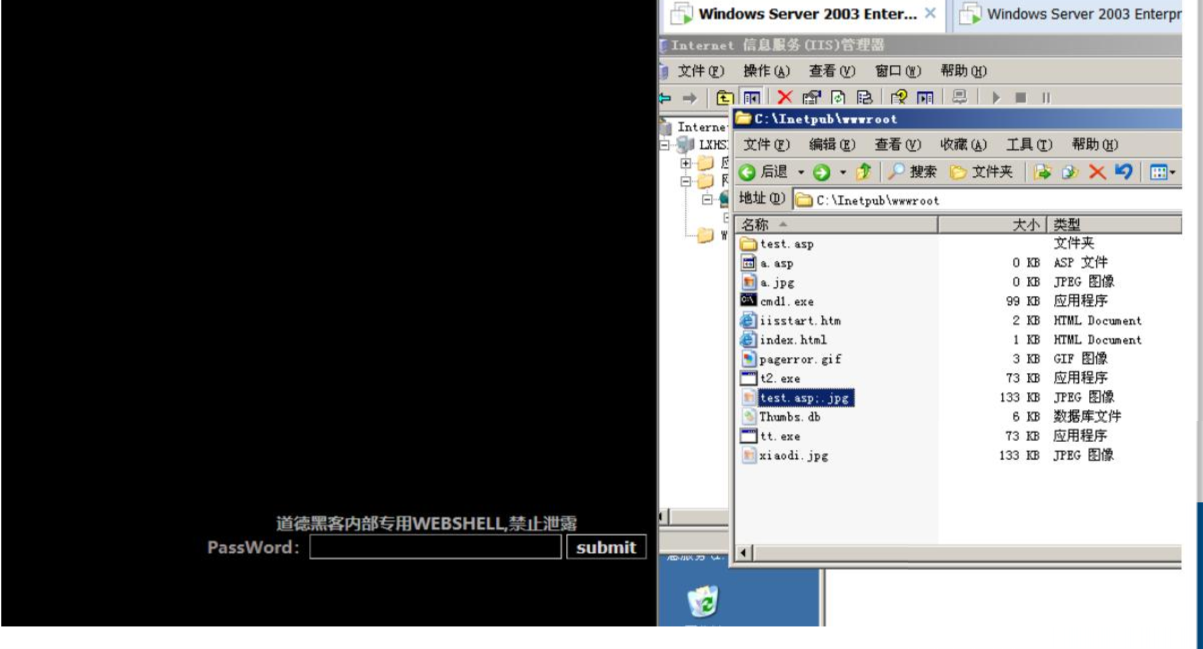 Windows Server 2003 Enter... ×
Windows Server 2003 Enterpr
Internet 信息服务(IIS)管理器
文件(F) 操作(A) 查看(V) 窗口(W) 帮助(H)
Interne
LXHS
C:\Inetpub\wwwroot
文件(F) 编辑(E) 查看(V) 收藏(A) 工具(T) 帮助(H)
后退 搜索 文件夹
地址(D) C:\Inetpub\wwwroot
名称 大小 类型
test.asp 文件夹
a.asp 0 KB ASP 文件
a.jpg 0 KB JPEG 图像
cmd1.exe 99 KB 应用程序
iisstart.htm 2 KB HTML Document
index.html 1 KB HTML Document
pagerror.gif 3 KB GIF 图像
t2.exe 73 KB 应用程序
test.asp;.jpg 133 KB JPEG 图像
Thumbs.db 6 KB 数据库文件
tt.exe 73 KB 应用程序
xiaodi.jpg 133 KB JPEG 图像
道德黑客内部专用WEBSHELL,禁止泄露
PassWord: submit